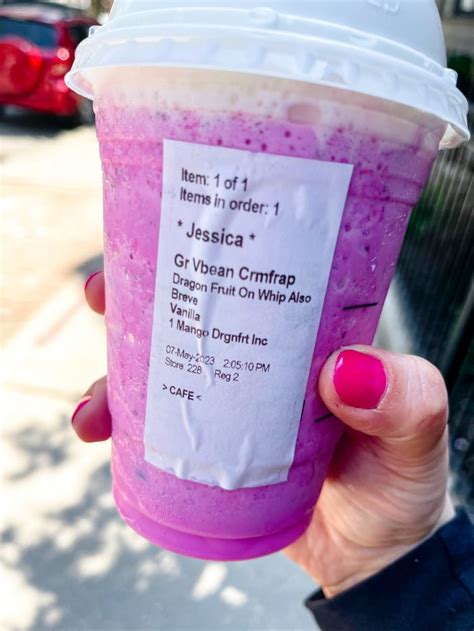 Item: 1 of 1
Items in order: 1
* Jessica *
Gr Vbean Crmfrap
Dragon Fruit On Whip Also
Breve
Vanilla
1 Mango Drgnfrt Inc
07-May-2023 2:05:10 PM
Store 228 Reg 2
> CAFE <